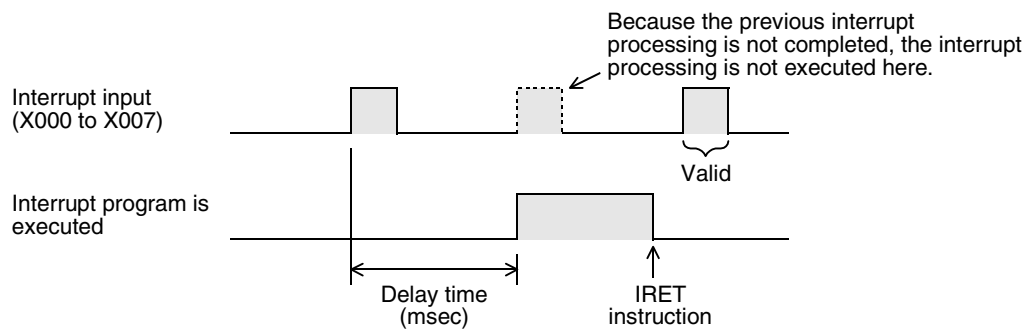 Because the previous interrupt
processing is not completed, the interrupt
processing is not executed here.
Interrupt input
(X000 to X007)
Valid
Interrupt program is
executed
Delay time
(msec)
IRET
instruction